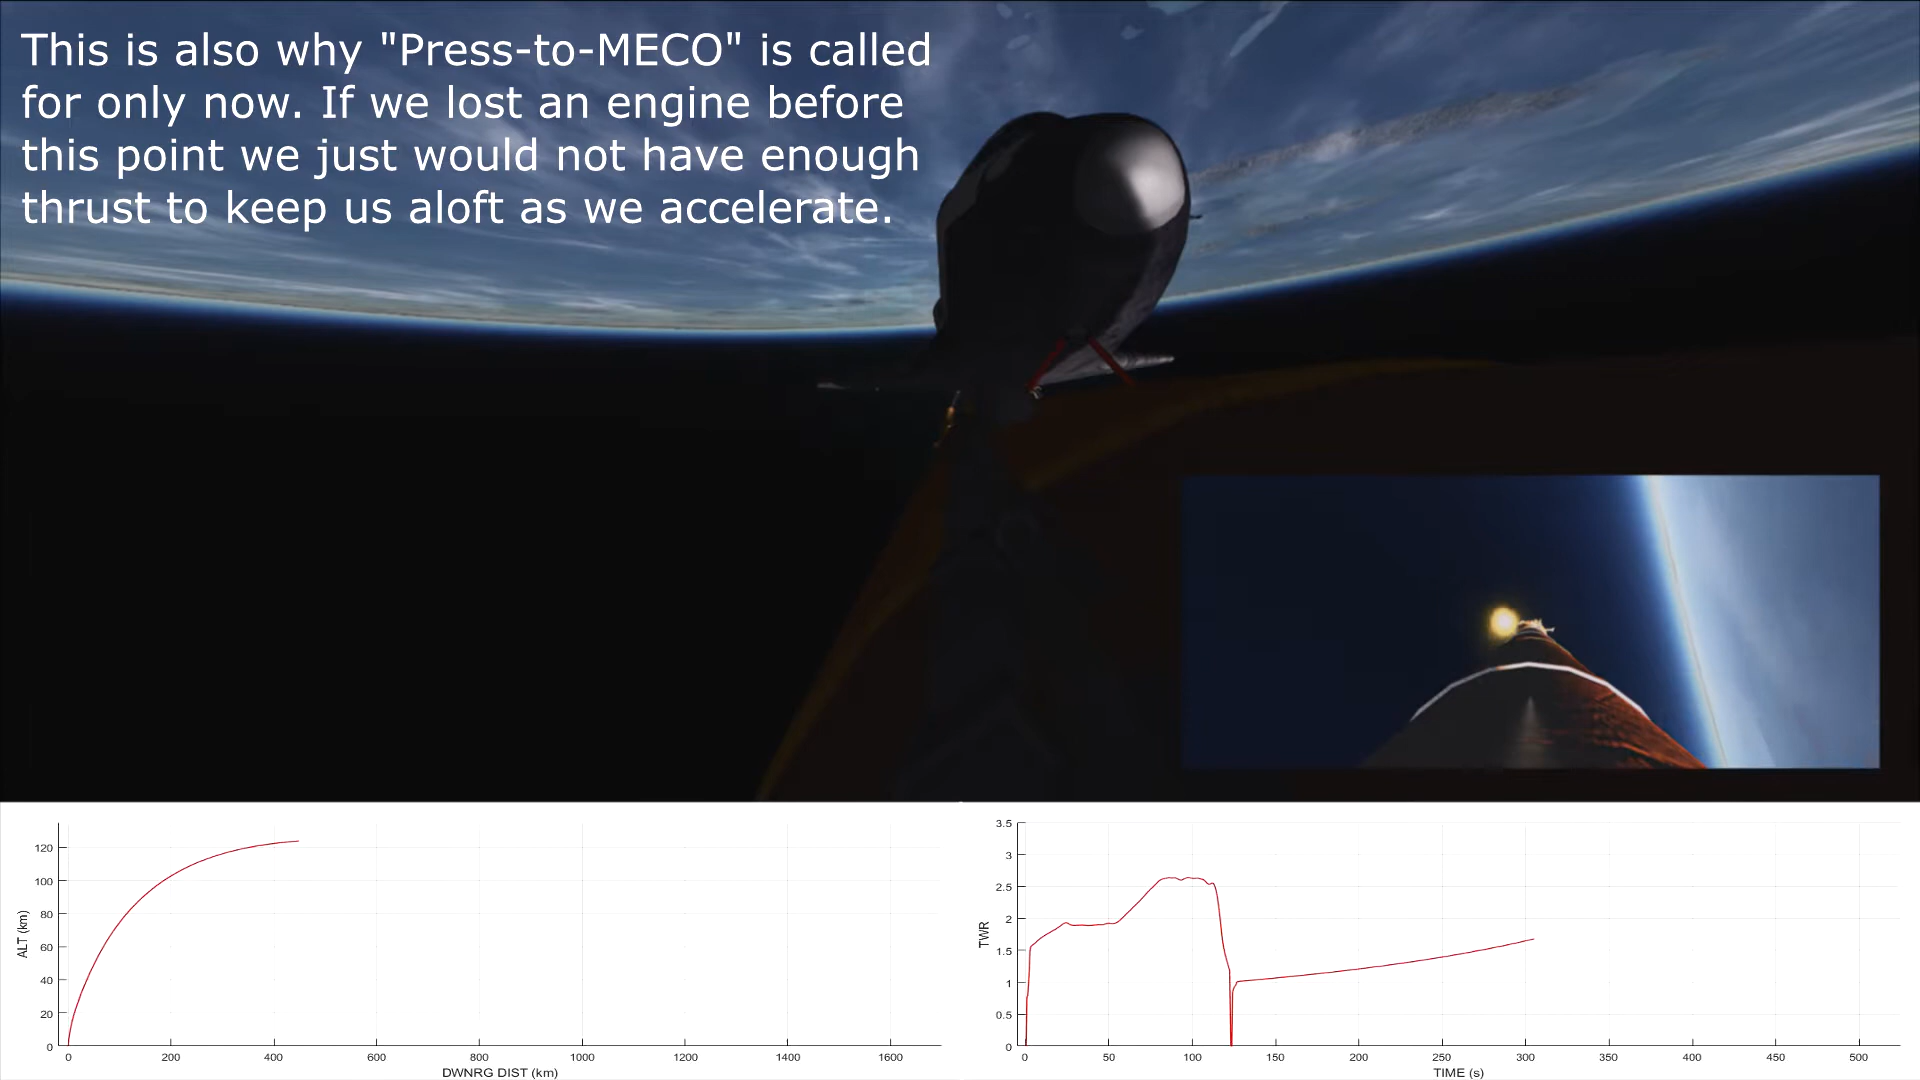 This is also why "Press-to-MECO" is called
for only now. If we lost an engine before
this point we just would not have enough
thrust to keep us aloft as we accelerate.
120
100
80
60
40
20
0
ALT (km)
0 200 400 600 800 1000 1200 1400 1600
DWNRG DIST (km)
3.5
3
2.5
2
1.5
1
0.5
0
TWR
0 50 100 150 200 250 300 350 400 450 500
TIME (s)